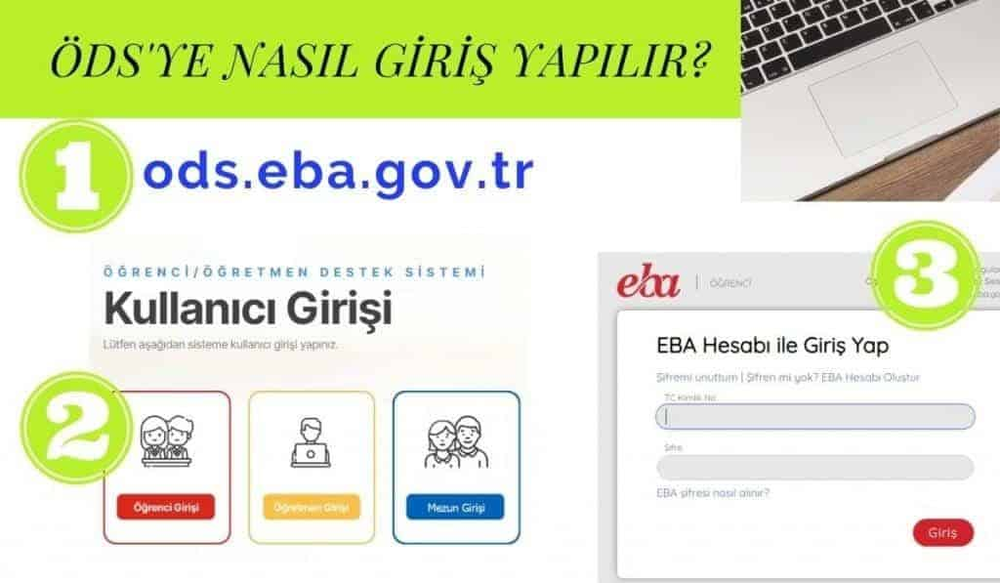 ÖDS'YE NASIL GİRİŞ YAPILIR?
1
ods.eba.gov.tr
ÖĞRENCİ/ÖĞRETMEN DESTEK SİSTEMİ
Kullanıcı Girişi
Lütfen aşağıdan sisteme kullanıcı girişi yapınız.
2
Öğrenci Girişi
Öğretmen Girişi
Mezun Girişi
3
eba | ÖĞRENCİ
EBA Hesabı ile Giriş Yap
Şifremi unuttum | Şifren mi yok? EBA Hesabı Oluştur
TC Kimlik No
Şifre
EBA şifresi nasıl alınır?
Giriş